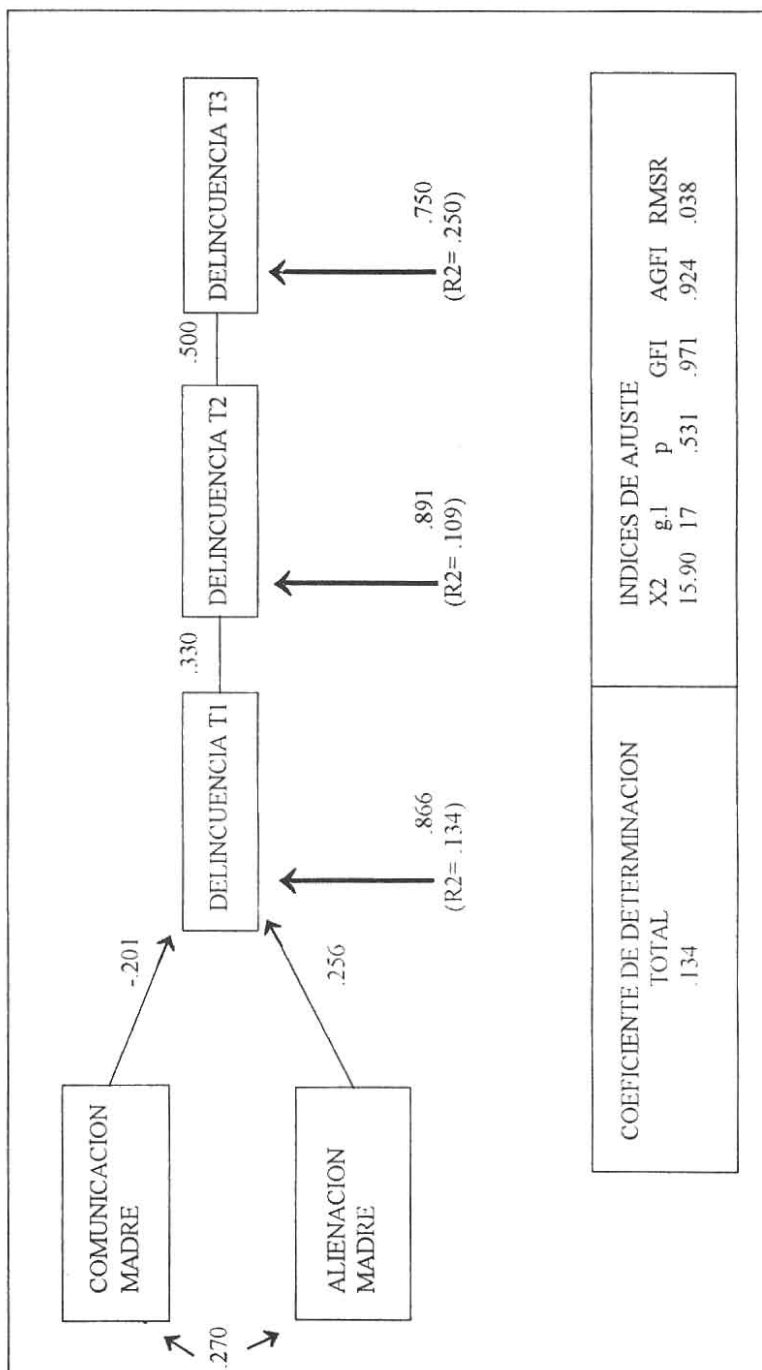 COMUNICACION
MADRE
ALIENACION
MADRE
.270
-.201
.256
DELINCUENCIA T1
.330
DELINCUENCIA T2
.500
DELINCUENCIA T3
.866
(R2= .134)
.891
(R2= .109)
.750
(R2= .250)
COEFICIENTE DE DETERMINACION
TOTAL
.134
INDICES DE AJUSTE
X2 g.l p GFI AGFI RMSR
15.90 17 .531 .971 .924 .038